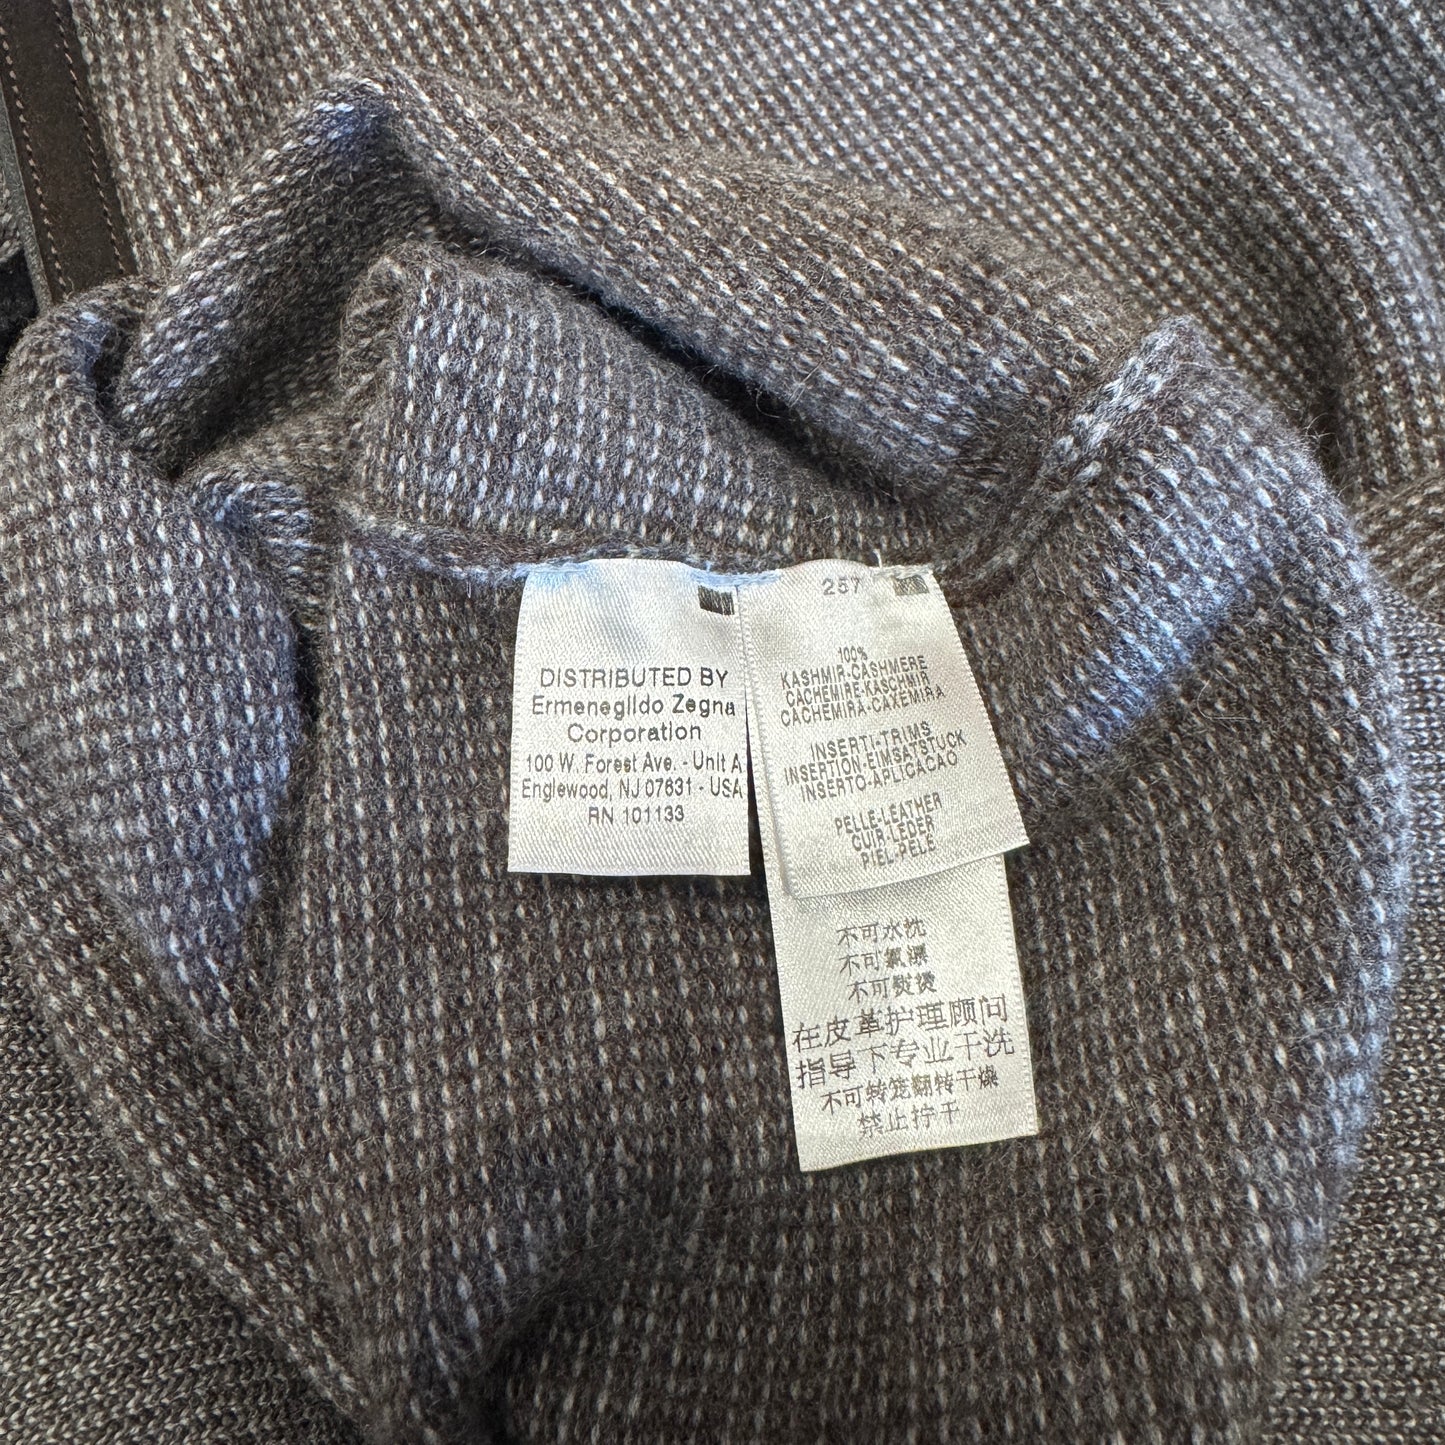 DISTRIBUTED BY
Ermenegildo Zegna
Corporation
100 W. Forest Ave. - Unit A
Englewood, NJ 07631 - USA
RN 101133
257
100%
KASHMIR-CASHMERE
CACHEMIRE-KASCHMIR
CACHEMIRA-CAXEMIRA
INSERTI-TRIMS
INSERTION-EIMSATSTUCK
INSERTO-APLICACAO
PELLE-LEATHER
CUIR-LEDER
PIEL-PELE
不可水洗
不可氯漂
不可熨烫
在皮革护理顾问
指导下专业干洗
不可转笼翻转干燥
禁止拧干